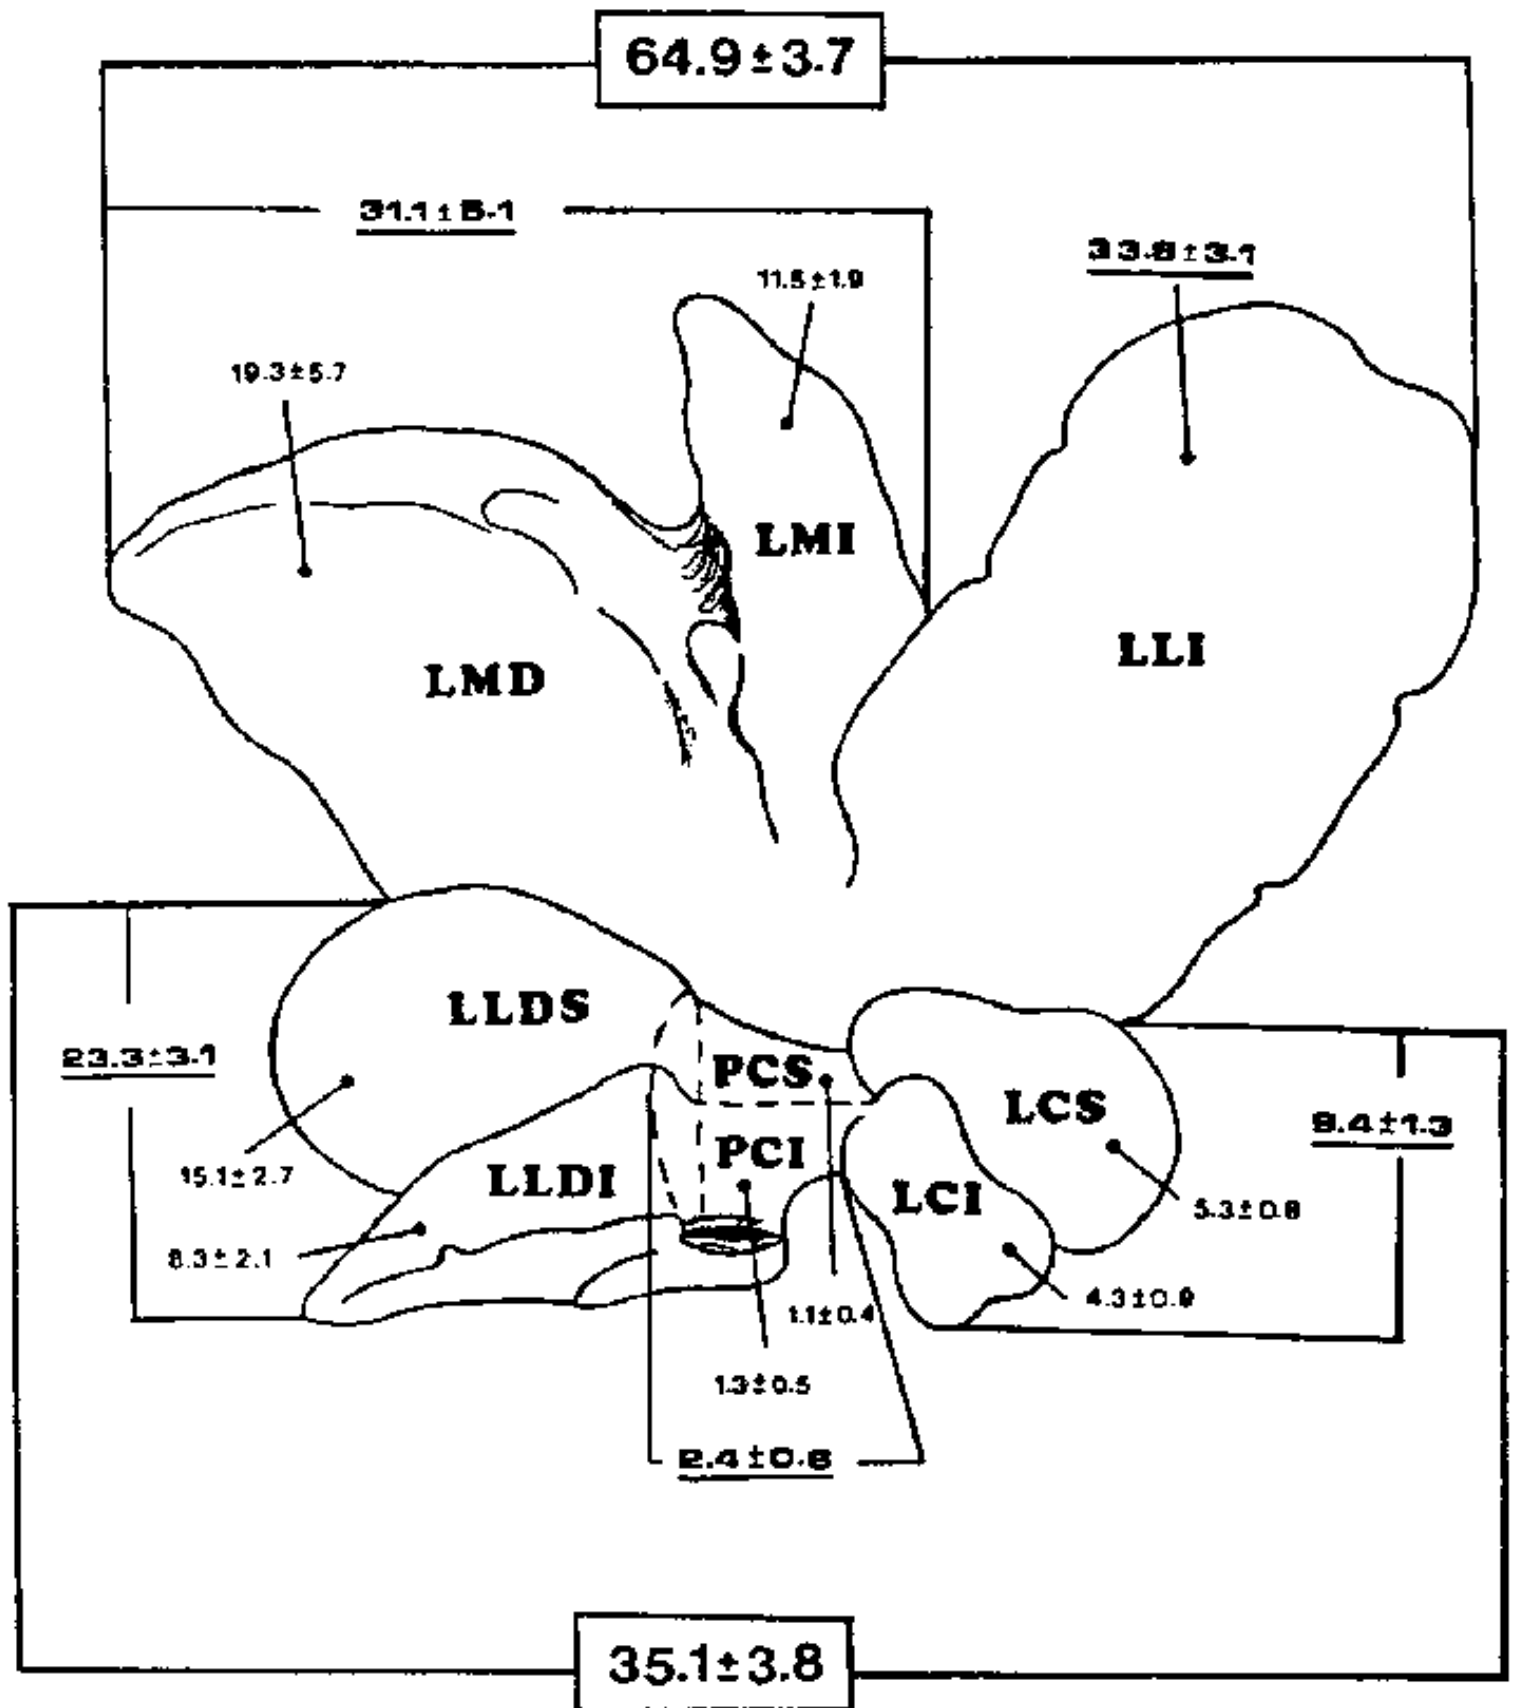 64.9±3.7
31.1±5.1
33.8±3.1
11.5±1.9
19.3±5.7
LMI
LLI
LMD
LLDS
PCS
23.3±3.1
LCS
9.4±1.3
PCI
15.1±2.7
LLDI
LCI
5.3±0.8
8.3±2.1
4.3±0.9
1.1±0.4
1.3±0.5
2.4±0.8
35.1±3.8